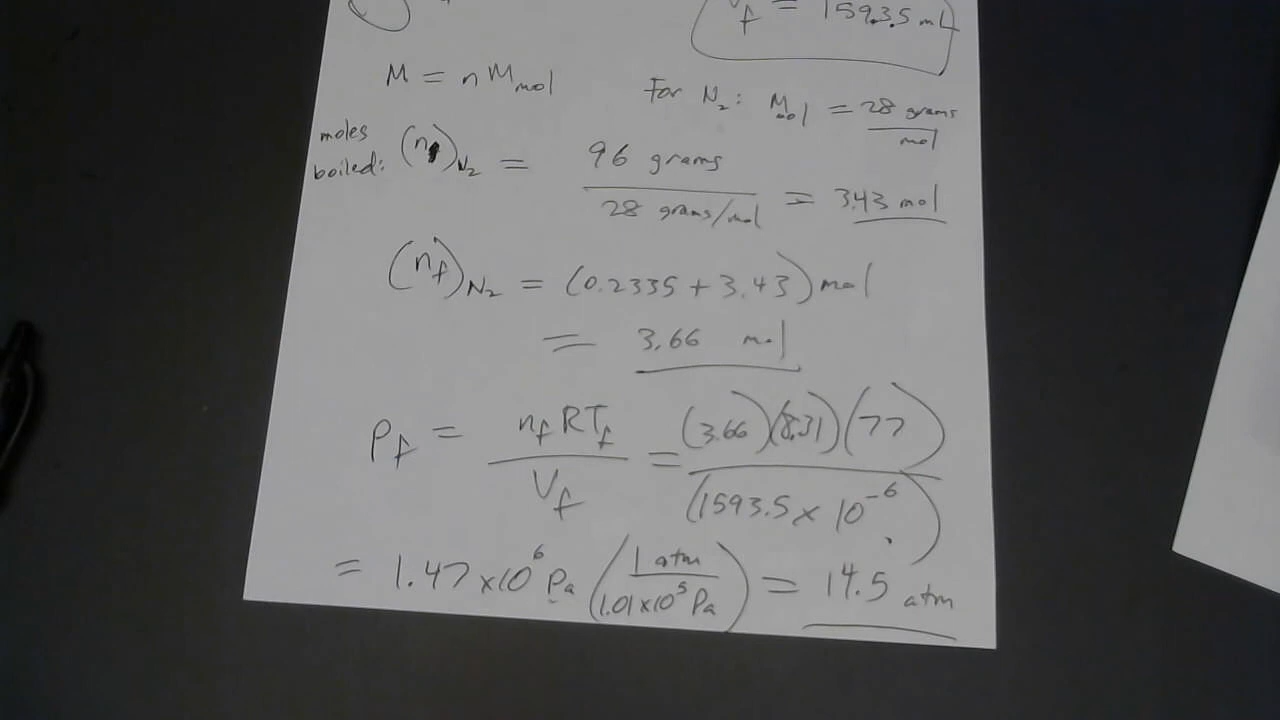 f = 1593.5 mL
M = n M_mol
For N₂: M_mol = 28 grams/mol
moles
boiled: (n)_N₂ = 96 grams / 28 grams/mol = 3.43 mol
(n_f)_N₂ = (0.2335 + 3.43) mol
= 3.66 mol
P_f = n_f R T_f / V_f = (3.66)(8.31)(77) / (1593.5 × 10⁻⁶)
= 1.47 × 10⁶ Pa (1 atm / 1.01 × 10⁵ Pa) = 14.5 atm